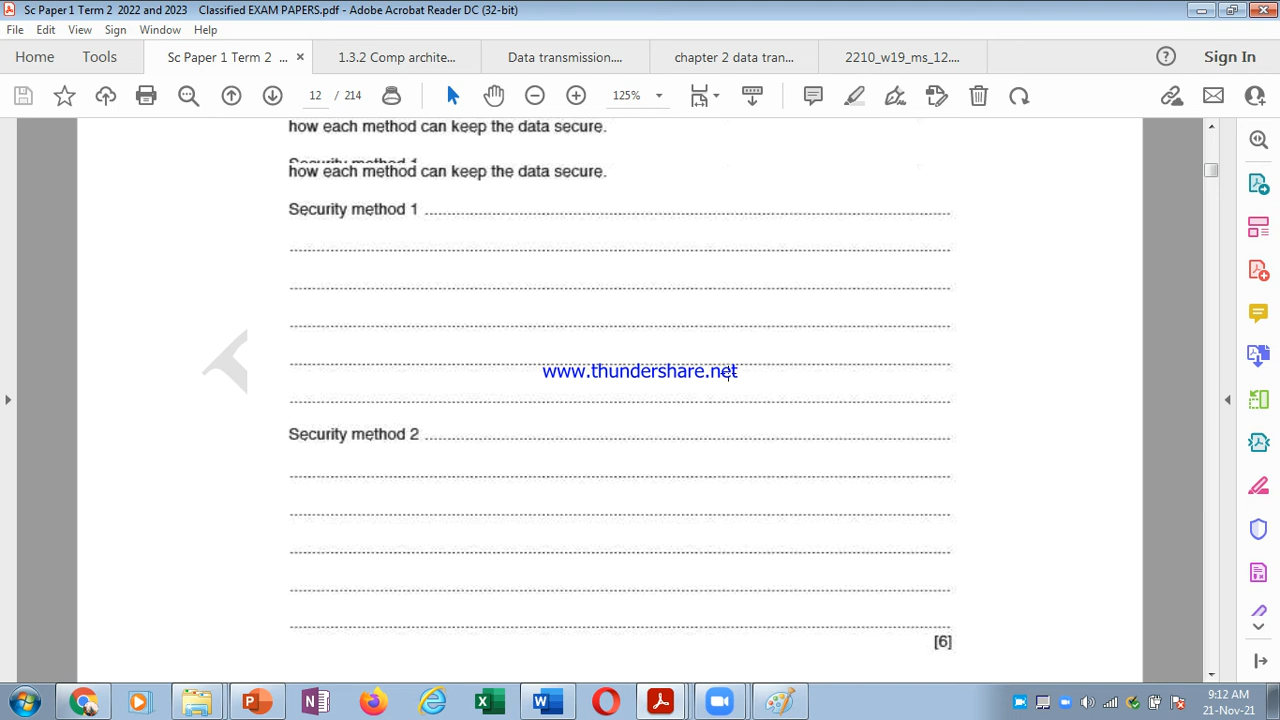 Sc Paper 1 Term 2  2022 and 2023    Classified EXAM PAPERS.pdf - Adobe Acrobat Reader DC (32-bit)
File Edit View Sign Window Help
Home Tools Sc Paper 1 Term 2 ... × 1.3.2 Comp archite... Data transmission.... chapter 2 data tran... 2210_w19_ms_12.... Sign In
12 / 214 125%
how each method can keep the data secure.
Security method 1
how each method can keep the data secure.
Security method 1
www.thundershare.net
Security method 2
[6]
9:12 AM
21-Nov-21